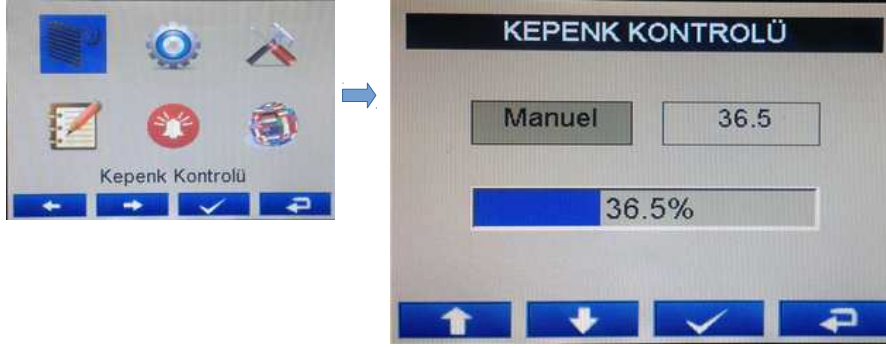 Kepenk Kontrolü
KEPENK KONTROLÜ
Manuel
36.5
36.5%